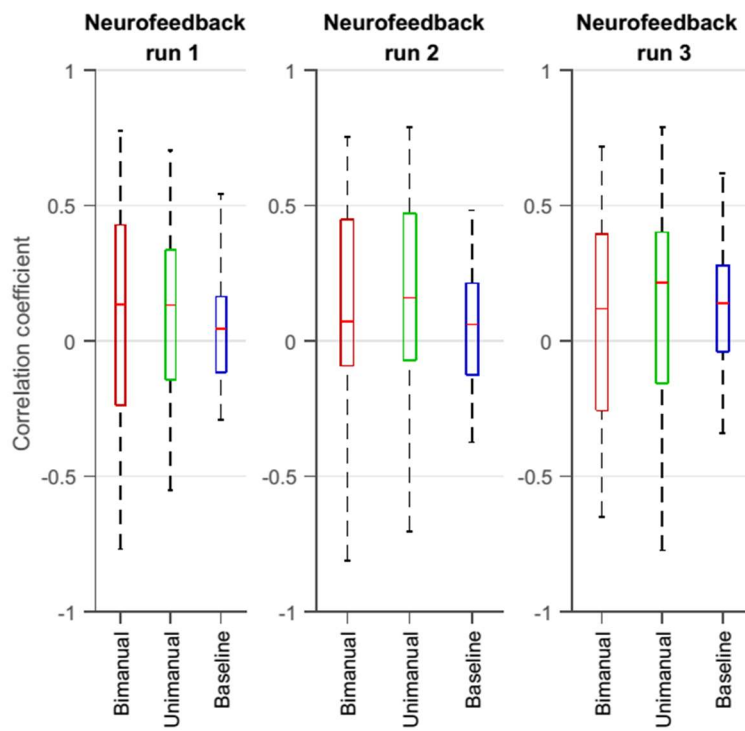 Neurofeedback
run 1
Neurofeedback
run 2
Neurofeedback
run 3
Correlation coefficient
1
0.5
0
-0.5
-1
Bimanual
Unimanual
Baseline
1
0.5
0
-0.5
-1
Bimanual
Unimanual
Baseline
1
0.5
0
-0.5
-1
Bimanual
Unimanual
Baseline